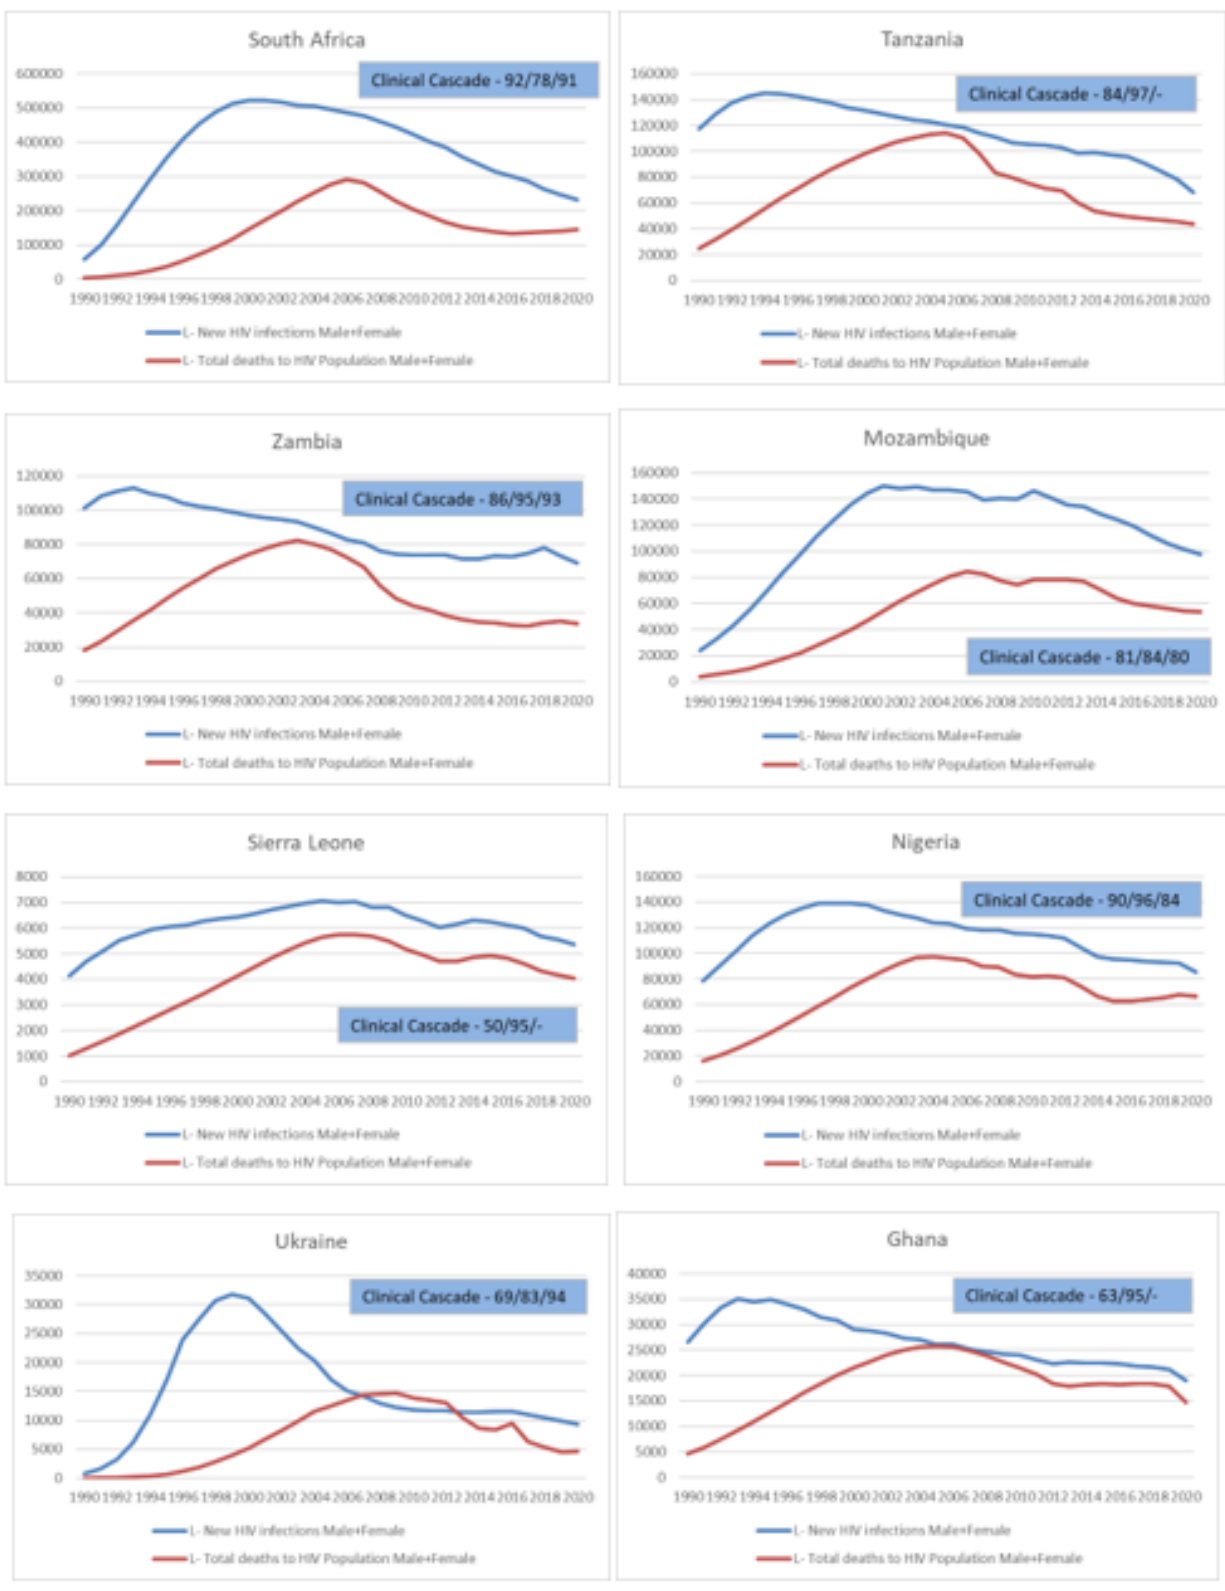 South Africa
Clinical Cascade - 92/78/91
600000
500000
400000
300000
200000
100000
0
1990 1992 1994 1996 1998 2000 2002 2004 2006 2008 2010 2012 2014 2016 2018 2020
L- New HIV infections Male+Female
L- Total deaths to HIV Population Male+Female
Tanzania
Clinical Cascade - 84/97/-
160000
140000
120000
100000
80000
60000
40000
20000
0
1990 1992 1994 1996 1998 2000 2002 2004 2006 2008 2010 2012 2014 2016 2018 2020
L- New HIV infections Male+Female
L- Total deaths to HIV Population Male+Female
Zambia
Clinical Cascade - 86/95/93
120000
100000
80000
60000
40000
20000
0
1990 1992 1994 1996 1998 2000 2002 2004 2006 2008 2010 2012 2014 2016 2018 2020
L- New HIV infections Male+Female
L- Total deaths to HIV Population Male+Female
Mozambique
160000
140000
120000
100000
80000
60000
40000
20000
0
Clinical Cascade - 81/84/80
1990 1992 1994 1996 1998 2000 2002 2004 2006 2008 2010 2012 2014 2016 2018 2020
L- New HIV infections Male+Female
L- Total deaths to HIV Population Male+Female
Sierra Leone
8000
7000
6000
5000
4000
3000
2000
1000
0
Clinical Cascade - 50/95/-
1990 1992 1994 1996 1998 2000 2002 2004 2006 2008 2010 2012 2014 2016 2018 2020
L- New HIV infections Male+Female
L- Total deaths to HIV Population Male+Female
Nigeria
Clinical Cascade - 90/96/84
160000
140000
120000
100000
80000
60000
40000
20000
0
1990 1992 1994 1996 1998 2000 2002 2004 2006 2008 2010 2012 2014 2016 2018 2020
L- New HIV infections Male+Female
L- Total deaths to HIV Population Male+Female
Ukraine
Clinical Cascade - 69/83/94
35000
30000
25000
20000
15000
10000
5000
0
1990 1992 1994 1996 1998 2000 2002 2004 2006 2008 2010 2012 2014 2016 2018 2020
L- New HIV infections Male+Female
L- Total deaths to HIV Population Male+Female
Ghana
Clinical Cascade - 63/95/-
40000
35000
30000
25000
20000
15000
10000
5000
0
1990 1992 1994 1996 1998 2000 2002 2004 2006 2008 2010 2012 2014 2016 2018 2020
L- New HIV infections Male+Female
L- Total deaths to HIV Population Male+Female